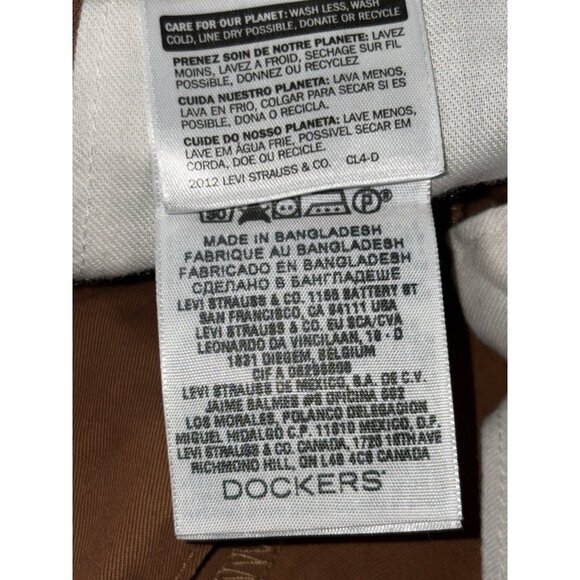 CARE FOR OUR PLANET: WASH LESS, WASH
COLD, LINE DRY POSSIBLE, DONATE OR RECYCLE
PRENEZ SOIN DE NOTRE PLANETE: LAVEZ
MOINS, LAVEZ A FROID, SECHAGE SUR FIL
POSSiBLE, DONNEZ OU RECYCLEZ
CUIDA NUESTRO PLANETA: LAVA MENOS,
LAVA EN FRIO, COLGAR PARA SECAR SI ES
POSIBLE, DONA O RECICLA.
CUIDE DO NOSSO PLANETA: LAVE MENOS,
LAVE EM ÀGUA FRIE, POSSIVEL SECAR EM
CORDA, DOE OU RECICLE.
2012 LEVI STRAUSS & CO. CL4-D
30 P
MADE IN BANGLADESH
FABRIQUE AU BANGLADESH
FABRICADO EN BANGLADESH
СДЕЛАНО В БАНГЛАДЕШЕ
LEVI STRAUSS & CO. 1155 BATTERY ST
SAN FRANCISCO, CA 94111 USA
LEVI STRAUSS & CO. EU SCA/CVA
LEONARDO DA VINCILAAN, 19 - D
1831 DIEGEM, BELGIUM
CIF A
LEVI STRAUSS DE MEXICO, S.A. DE C.V.
JAIME BALMES #8 OFICINA 602
LOS MORALES, POLANCO DELEGACION
MIGUEL HIDALGO C.P. 11510 MEXICO, D.F.
LEVI STRAUSS & CO. CANADA, 1725 16TH AVE
RICHMOND HILL, ON L4B 4C6 CANADA
DOCKERS